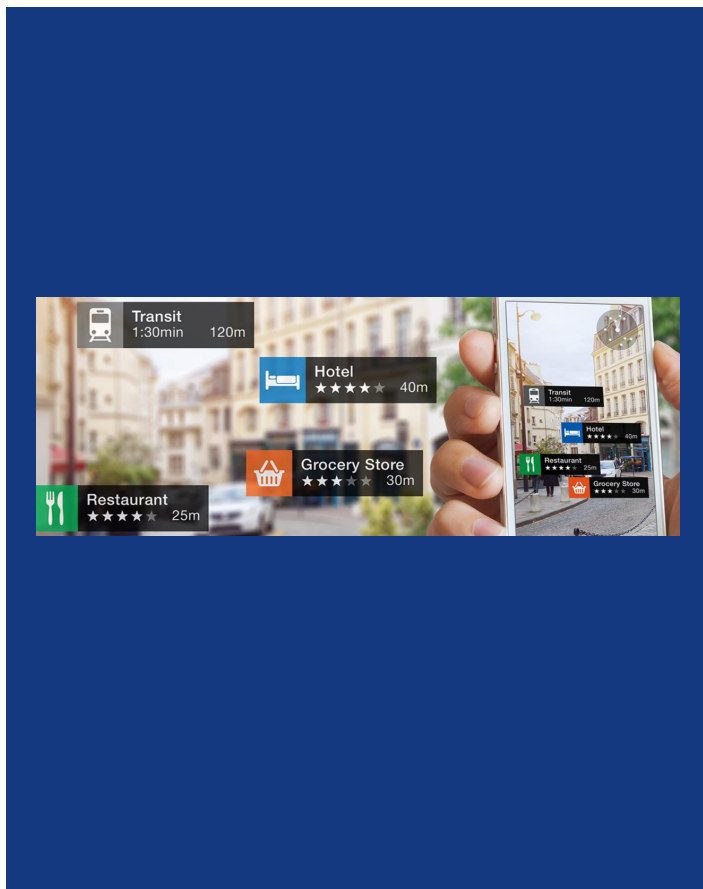 Transit
1:30min 120m
Hotel
★★★★★ 40m
Grocery Store
★★★★★ 30m
Restaurant
★★★★★ 25m
Transit
1:30min 120m
Hotel
★★★★★ 40m
Restaurant
★★★★★ 25m
Grocery Store
★★★★★ 30m